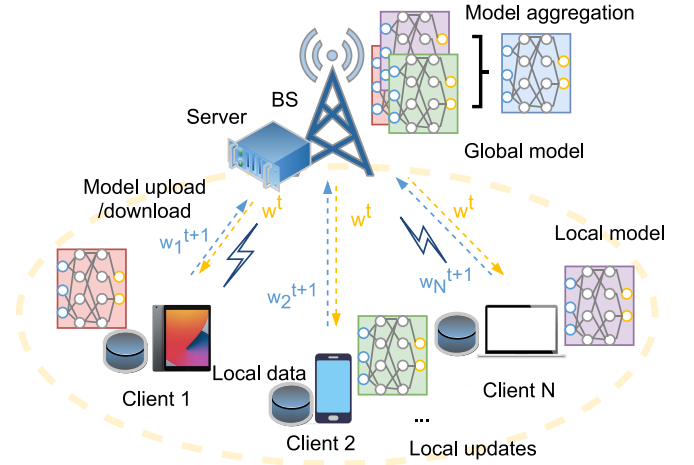 Model aggregation
BS
Server
Global model
Model upload
/download
w^t
w^t
w^t
w_1^{t+1}
w_2^{t+1}
w_N^{t+1}
Local model
Local data
Client 1
Client 2
...
Client N
Local updates